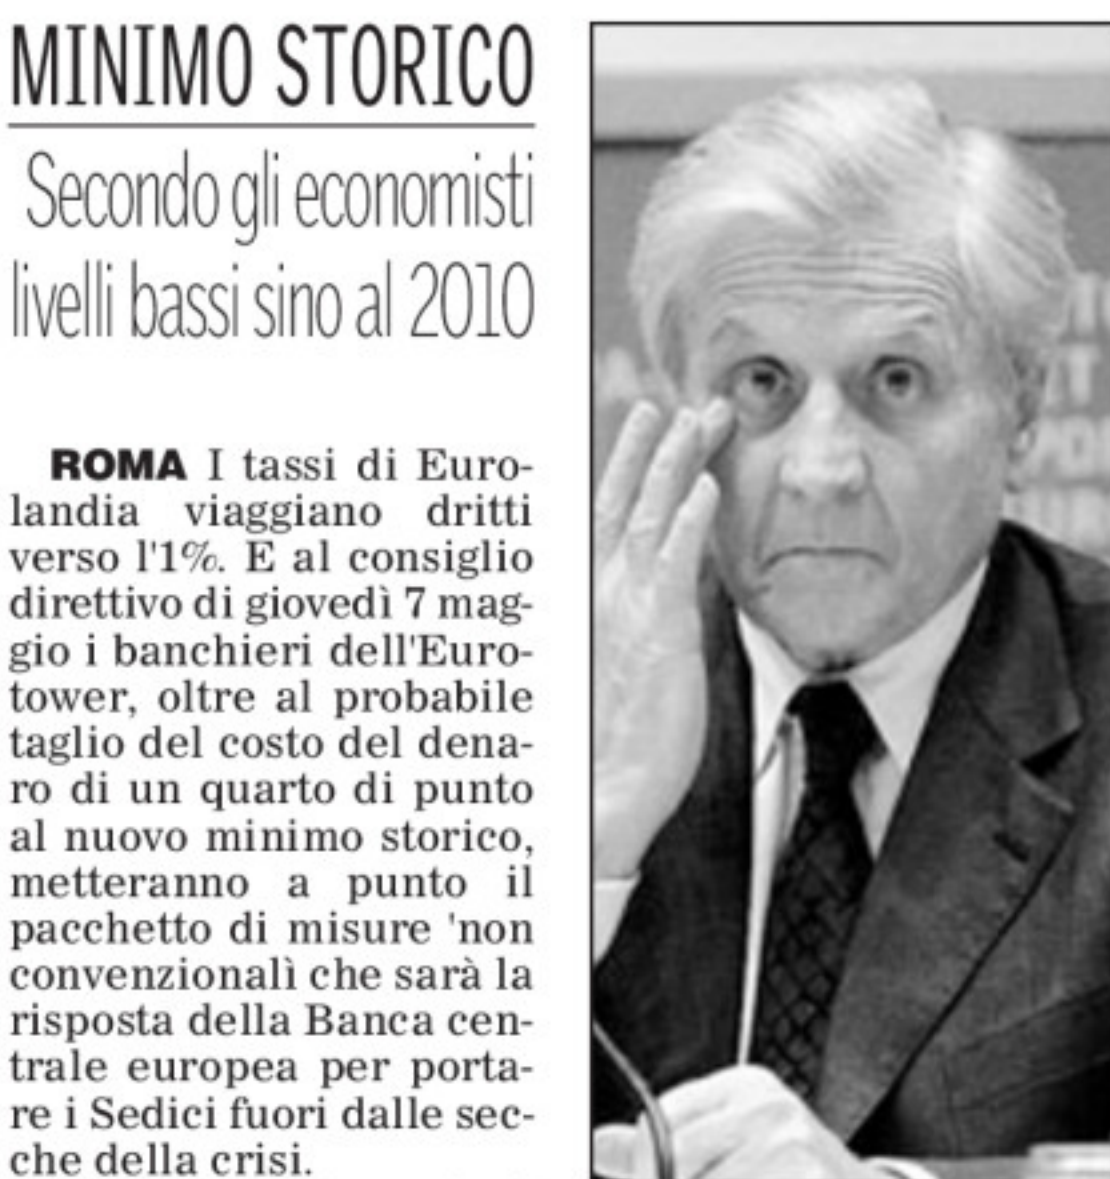 MINIMO STORICO
Secondo gli economisti
livelli bassi sino al 2010
ROMA I tassi di Euro-
landia viaggiano dritti
verso l'1%. E al consiglio
direttivo di giovedì 7 mag-
gio i banchieri dell'Euro-
tower, oltre al probabile
taglio del costo del dena-
ro di un quarto di punto
al nuovo minimo storico,
metteranno a punto il
pacchetto di misure 'non
convenzionalì che sarà la
risposta della Banca cen-
trale europea per porta-
re i Sedici fuori dalle sec-
che della crisi.